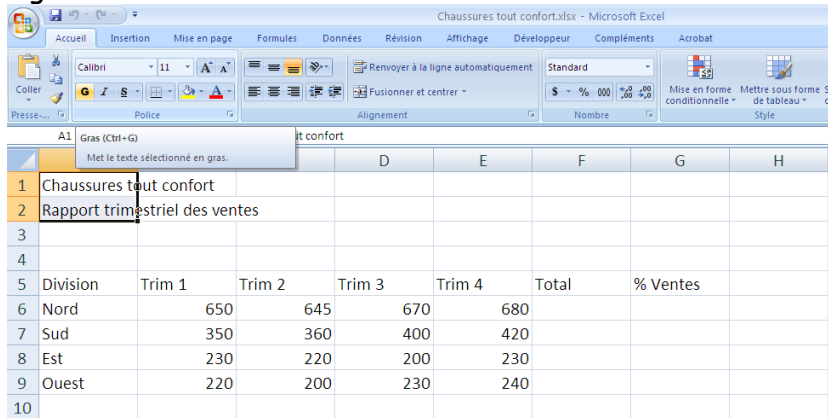 Chaussures tout confort.xlsx - Microsoft Excel
Accueil Insertion Mise en page Formules Données Révision Affichage Développeur Compléments Acrobat
Calibri 11 A A Renvoyer à la ligne automatiquement Standard
Coller G I S A Fusionner et centrer $ % 000 Mise en forme conditionnelle Mettre sous forme de tableau
Presse-... Police Alignement Nombre Style
A1 ut confort
Gras (Ctrl+G)
Met le texte sélectionné en gras.
D E F G H
1 Chaussures tout confort
2 Rapport trimestriel des ventes
3
4
5 Division Trim 1 Trim 2 Trim 3 Trim 4 Total % Ventes
6 Nord 650 645 670 680
7 Sud 350 360 400 420
8 Est 230 220 200 230
9 Ouest 220 200 230 240
10